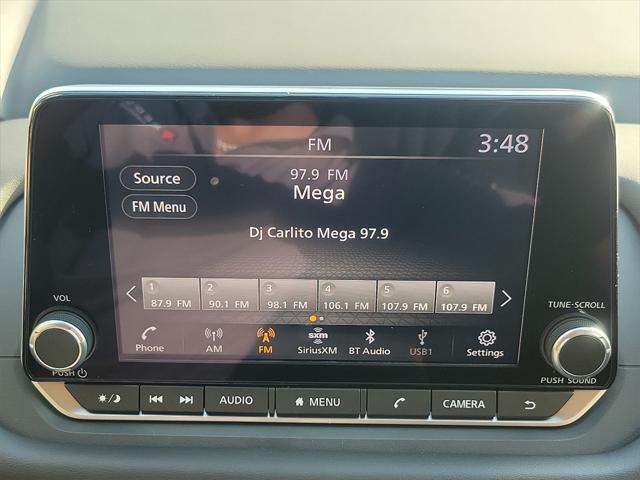 FM
3:48
Source
FM Menu
97.9 FM
Mega
Dj Carlito Mega 97.9
1 2 3 4 5 6
87.9 FM 90.1 FM 98.1 FM 106.1 FM 107.9 FM 107.9 FM
Phone AM FM SiriusXM BT Audio USB1 Settings
sxm
VOL
PUSH
TUNE·SCROLL
PUSH SOUND
AUDIO MENU CAMERA